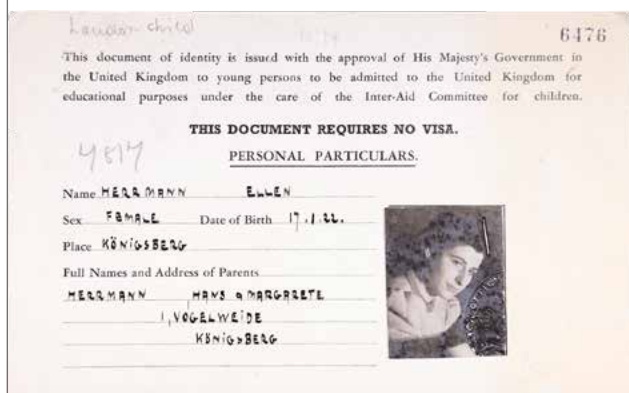 London child
6476
This document of identity is issued with the approval of His Majesty's Government in
the United Kingdom to young persons to be admitted to the United Kingdom for
educational purposes under the care of the Inter-Aid Committee for children.
THIS DOCUMENT REQUIRES NO VISA.
PERSONAL PARTICULARS.
Name HERRMANN ELLEN
Sex FEMALE Date of Birth 17.1.22.
Place KÖNIGSBERG
Full Names and Address of Parents
HERRMANN HANS & MARGARETE
1, VOGELWEIDE
KÖNIGSBERG